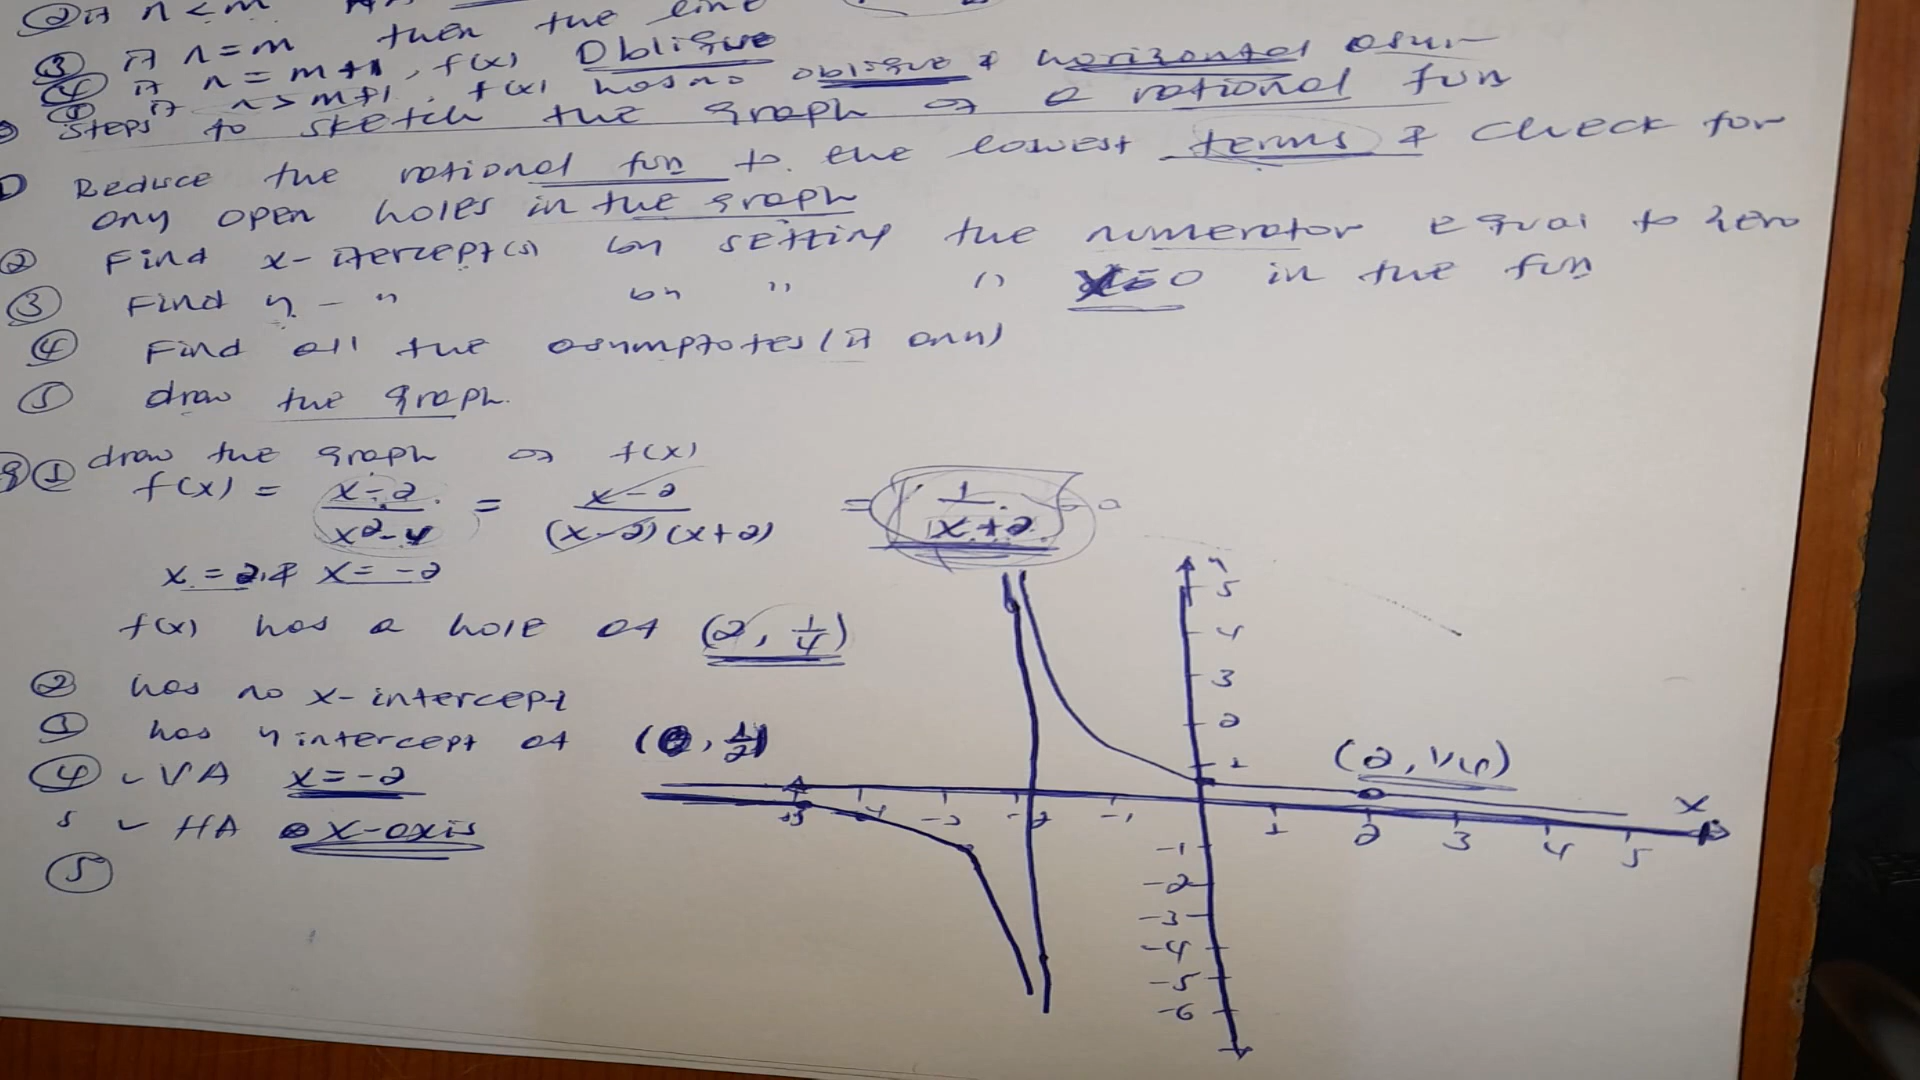 ② if n < m
③ if n = m then the line
④ if n = m+1, f(x) Oblique
⑤ if n > m+1, f(x) has no oblique & horizontal asym
Steps to sketch the graph of a rational fun
① Reduce the rational fun to the lowest terms & check for
any open holes in the graph
② Find x-itercept(s) by setting the numerator equal to zero
③ Find y - " by " " x=0 in the fun
④ Find all the asymptotes (if any)
⑤ draw the graph.
① draw the graph of f(x)
f(x) = x-2 / x²-4 = x-2 / (x-2)(x+2) = 1 / x+2
x = 2 & x = -2
f(x) has a hole at (2, 1/4)
② has no x-intercept
③ has y intercept at (0, 1/2)
④ VA x = -2
HA x-axis
⑤
y
5
4
3
2
1
(2, 1/4)
x
-5 -4 -3 -2 -1 1 2 3 4 5
-1
-2
-3
-4
-5
-6